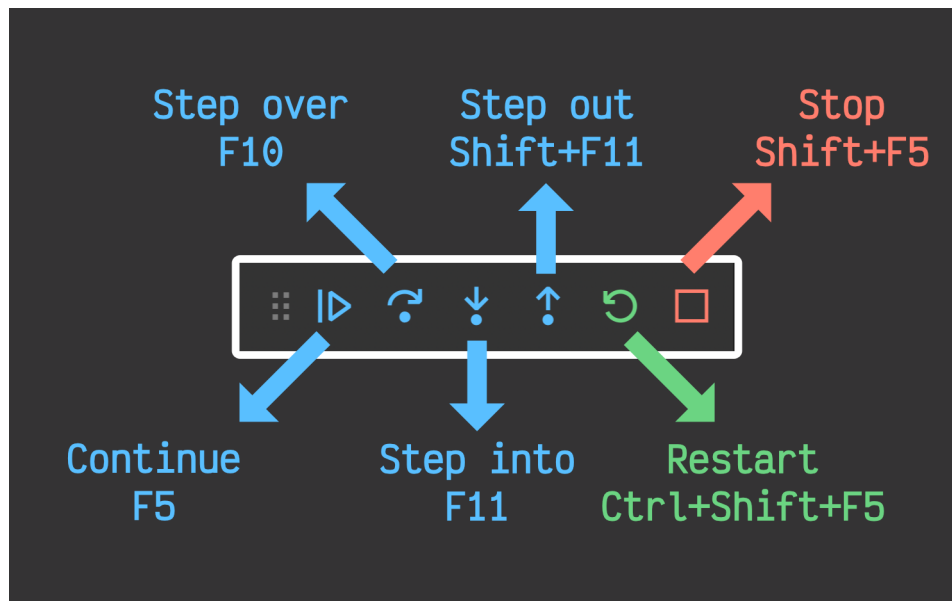 Step over
F10
Step out
Shift+F11
Stop
Shift+F5
Continue
F5
Step into
F11
Restart
Ctrl+Shift+F5